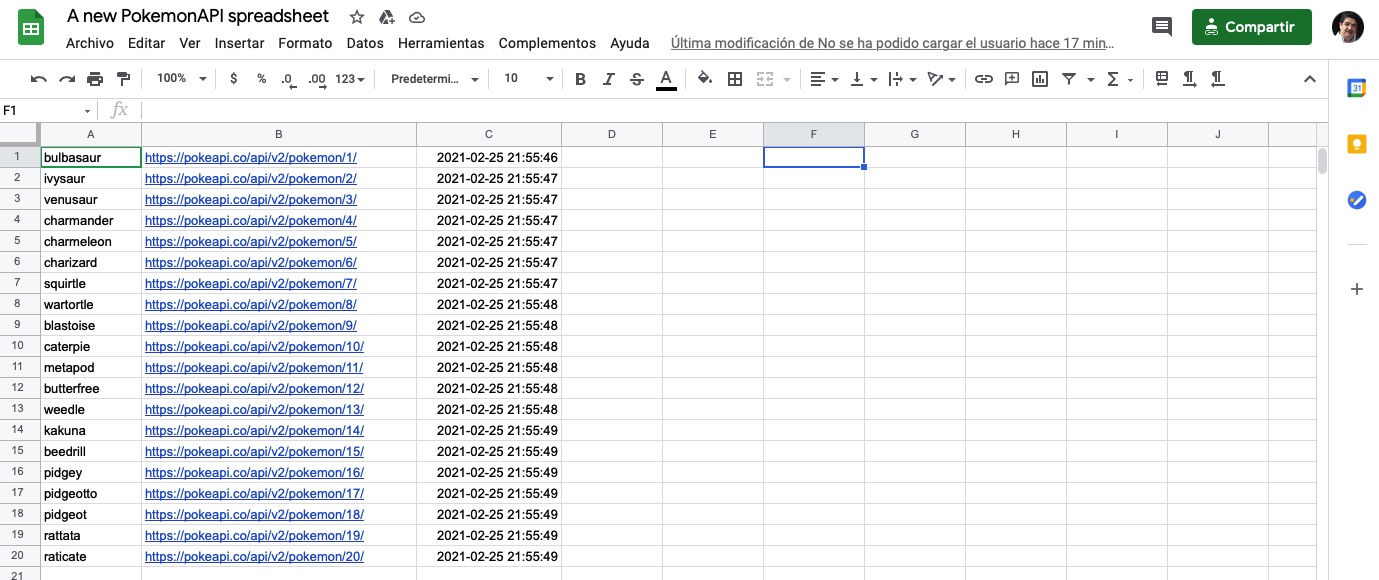 A new PokemonAPI spreadsheet
Archivo Editar Ver Insertar Formato Datos Herramientas Complementos Ayuda Última modificación de No se ha podido cargar el usuario hace 17 min…
Compartir
100% $ % .0 .00 123 Predetermi... 10 B I S A
31
F1 fx
A B C D E F G H I J
1 bulbasaur https://pokeapi.co/api/v2/pokemon/1/ 2021-02-25 21:55:46
2 ivysaur https://pokeapi.co/api/v2/pokemon/2/ 2021-02-25 21:55:47
3 venusaur https://pokeapi.co/api/v2/pokemon/3/ 2021-02-25 21:55:47
4 charmander https://pokeapi.co/api/v2/pokemon/4/ 2021-02-25 21:55:47
5 charmeleon https://pokeapi.co/api/v2/pokemon/5/ 2021-02-25 21:55:47
6 charizard https://pokeapi.co/api/v2/pokemon/6/ 2021-02-25 21:55:47
7 squirtle https://pokeapi.co/api/v2/pokemon/7/ 2021-02-25 21:55:47
8 wartortle https://pokeapi.co/api/v2/pokemon/8/ 2021-02-25 21:55:48
9 blastoise https://pokeapi.co/api/v2/pokemon/9/ 2021-02-25 21:55:48
10 caterpie https://pokeapi.co/api/v2/pokemon/10/ 2021-02-25 21:55:48
11 metapod https://pokeapi.co/api/v2/pokemon/11/ 2021-02-25 21:55:48
12 butterfree https://pokeapi.co/api/v2/pokemon/12/ 2021-02-25 21:55:48
13 weedle https://pokeapi.co/api/v2/pokemon/13/ 2021-02-25 21:55:48
14 kakuna https://pokeapi.co/api/v2/pokemon/14/ 2021-02-25 21:55:49
15 beedrill https://pokeapi.co/api/v2/pokemon/15/ 2021-02-25 21:55:49
16 pidgey https://pokeapi.co/api/v2/pokemon/16/ 2021-02-25 21:55:49
17 pidgeotto https://pokeapi.co/api/v2/pokemon/17/ 2021-02-25 21:55:49
18 pidgeot https://pokeapi.co/api/v2/pokemon/18/ 2021-02-25 21:55:49
19 rattata https://pokeapi.co/api/v2/pokemon/19/ 2021-02-25 21:55:49
20 raticate https://pokeapi.co/api/v2/pokemon/20/ 2021-02-25 21:55:49
21